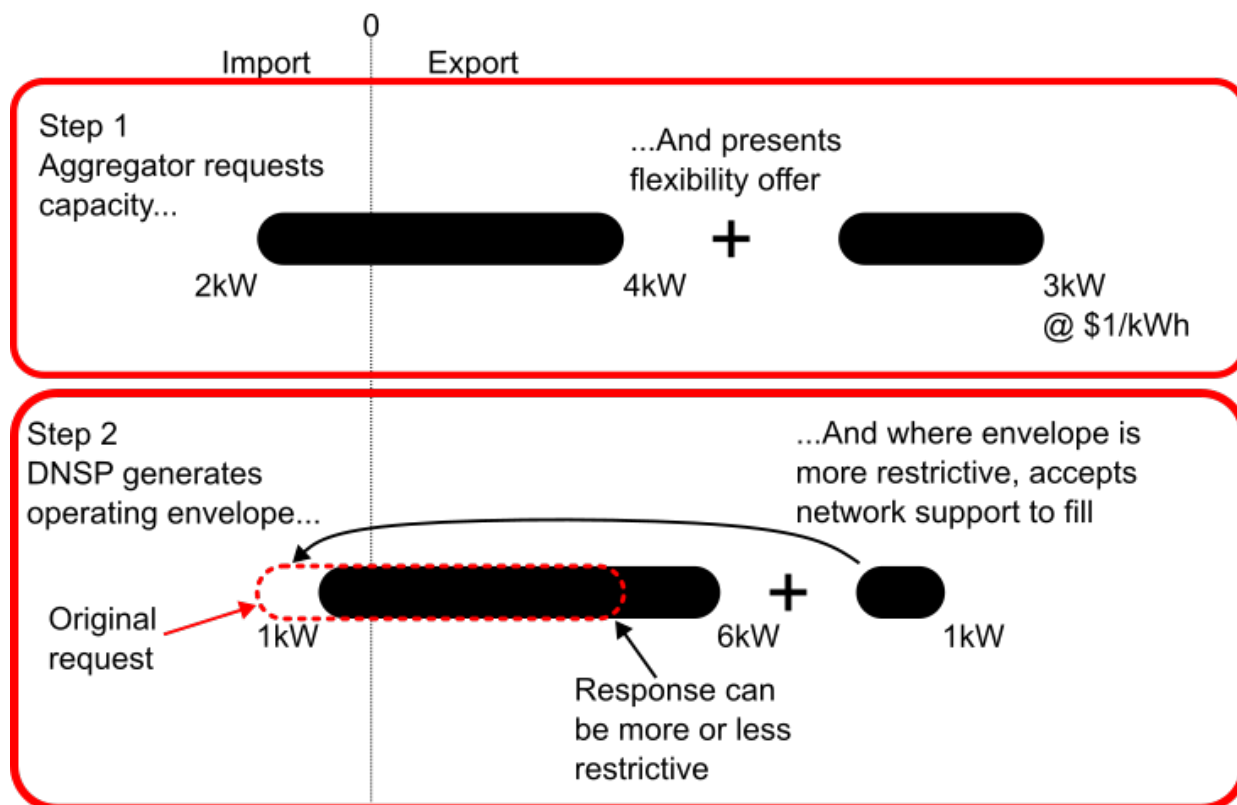 0
Import
Export
Step 1
Aggregator requests
capacity...
...And presents
flexibility offer
+
2kW
4kW
3kW
@ $1/kWh
Step 2
DNSP generates
operating envelope...
...And where envelope is
more restrictive, accepts
network support to fill
+
Original
request
1kW
6kW
1kW
Response can
be more or less
restrictive